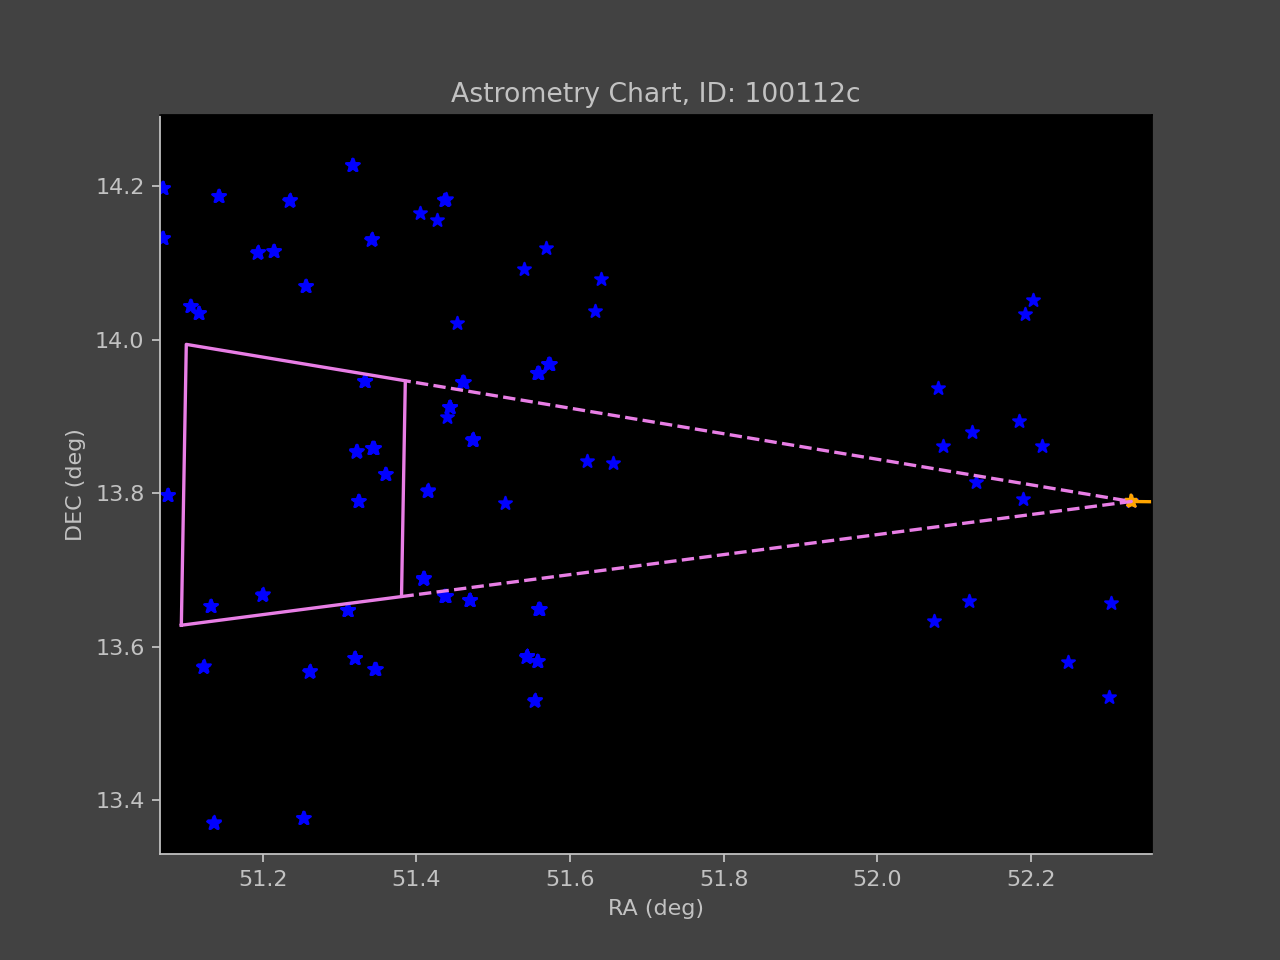 Astrometry Chart, ID: 100112c
14.2
14.0
13.8
13.6
13.4
DEC (deg)
51.2 51.4 51.6 51.8 52.0 52.2
RA (deg)